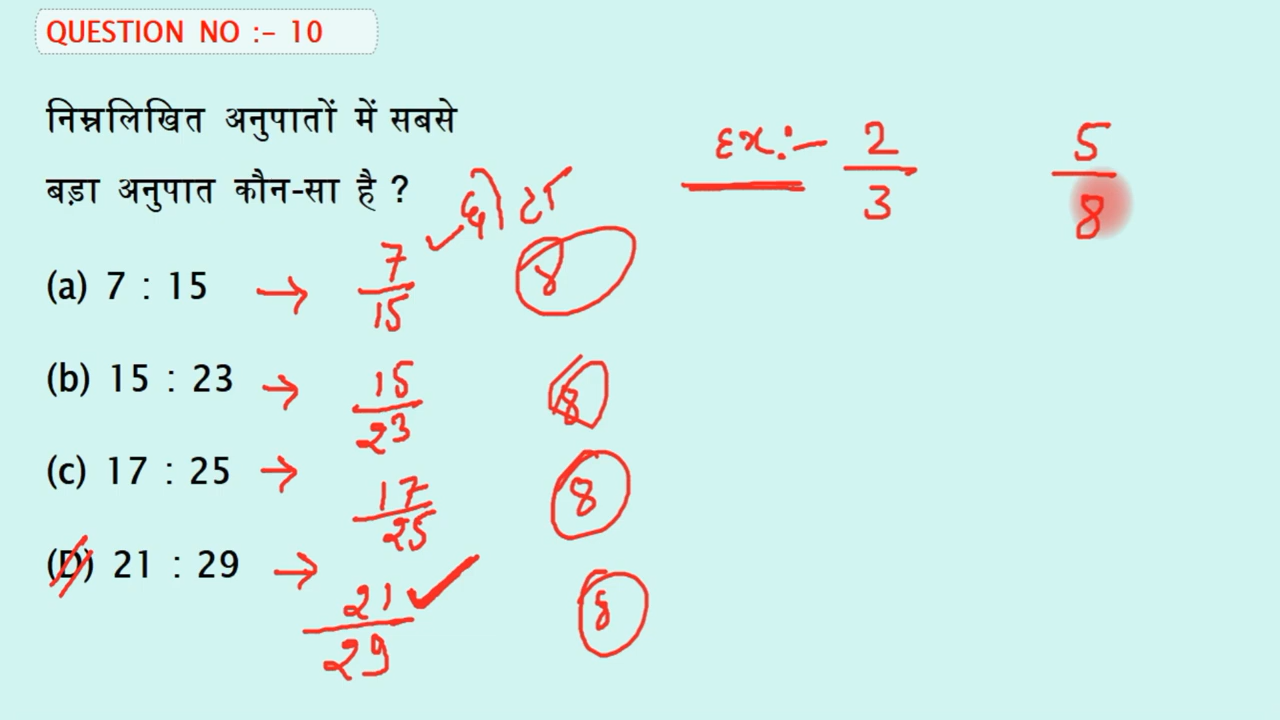 QUESTION NO :- 10
निम्नलिखित अनुपातों में सबसे
बड़ा अनुपात कौन-सा है ?
(a) 7 : 15 → 7/15 8
(b) 15 : 23 → 15/23 8
(c) 17 : 25 → 17/25 8
(D) 21 : 29 → 21/29 8
Ex:- 2/3 5/8